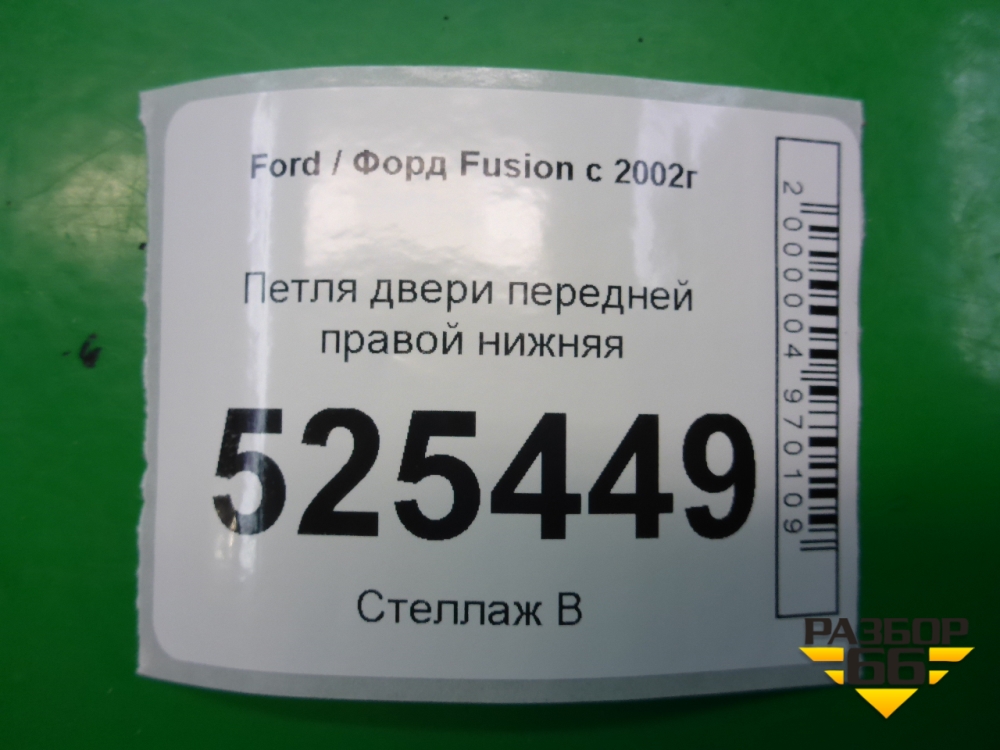 Ford / Форд Fusion с 2002г
Петля двери передней
правой нижняя
525449
Стеллаж В
2000004970109
РАЗБОР
66